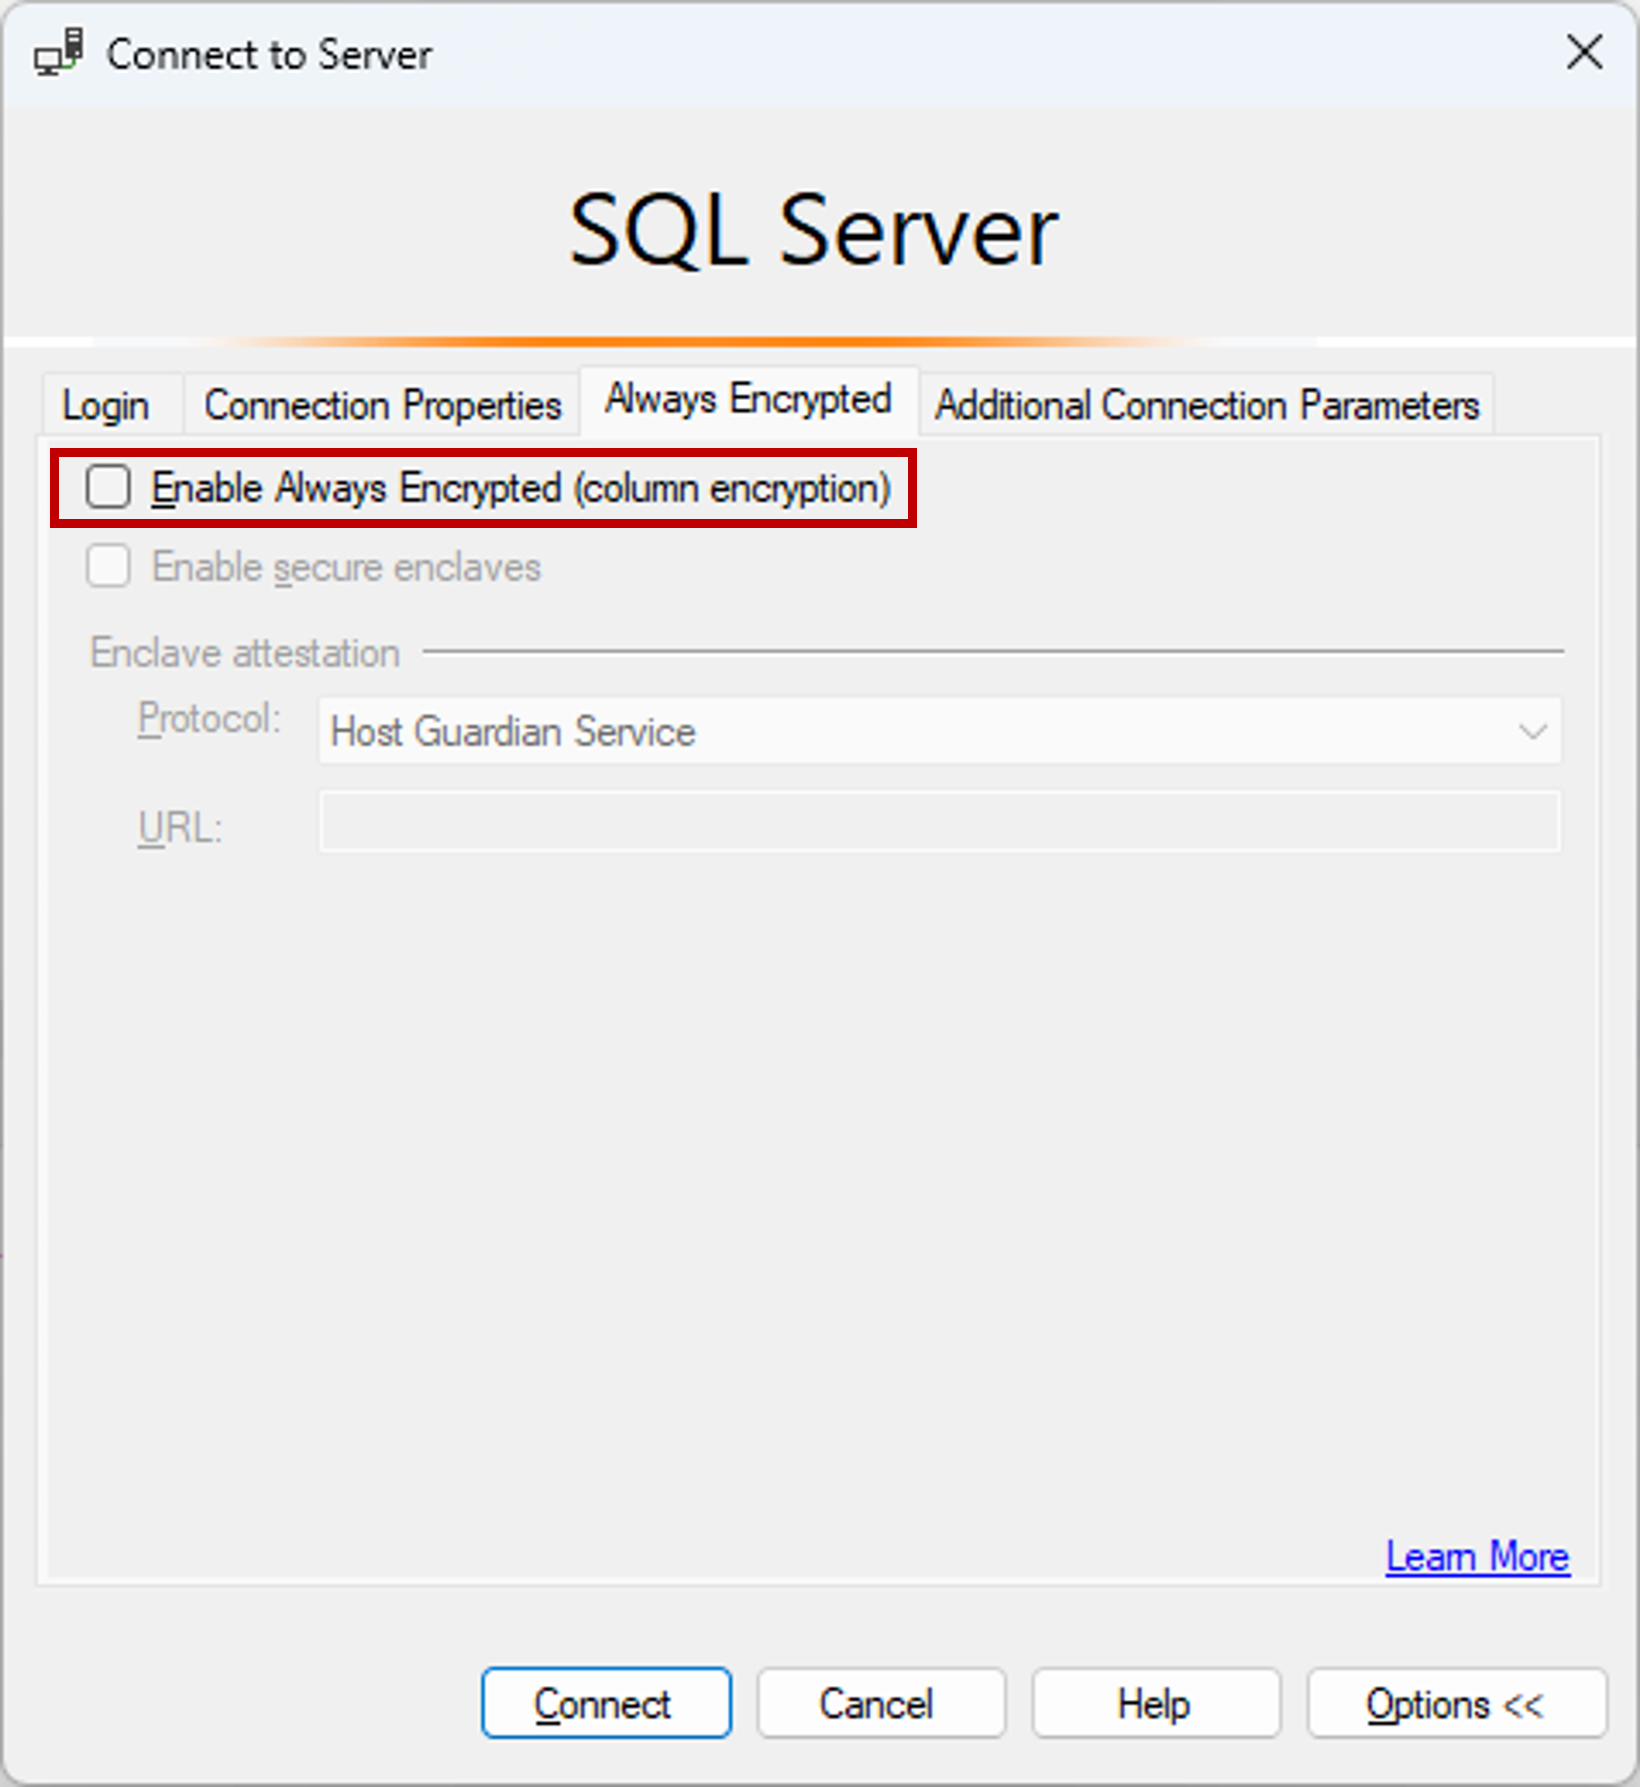 Connect to Server
SQL Server
Login
Connection Properties
Always Encrypted
Additional Connection Parameters
Enable Always Encrypted (column encryption)
Enable secure enclaves
Enclave attestation
Protocol:
Host Guardian Service
URL:
Learn More
Connect
Cancel
Help
Options <<